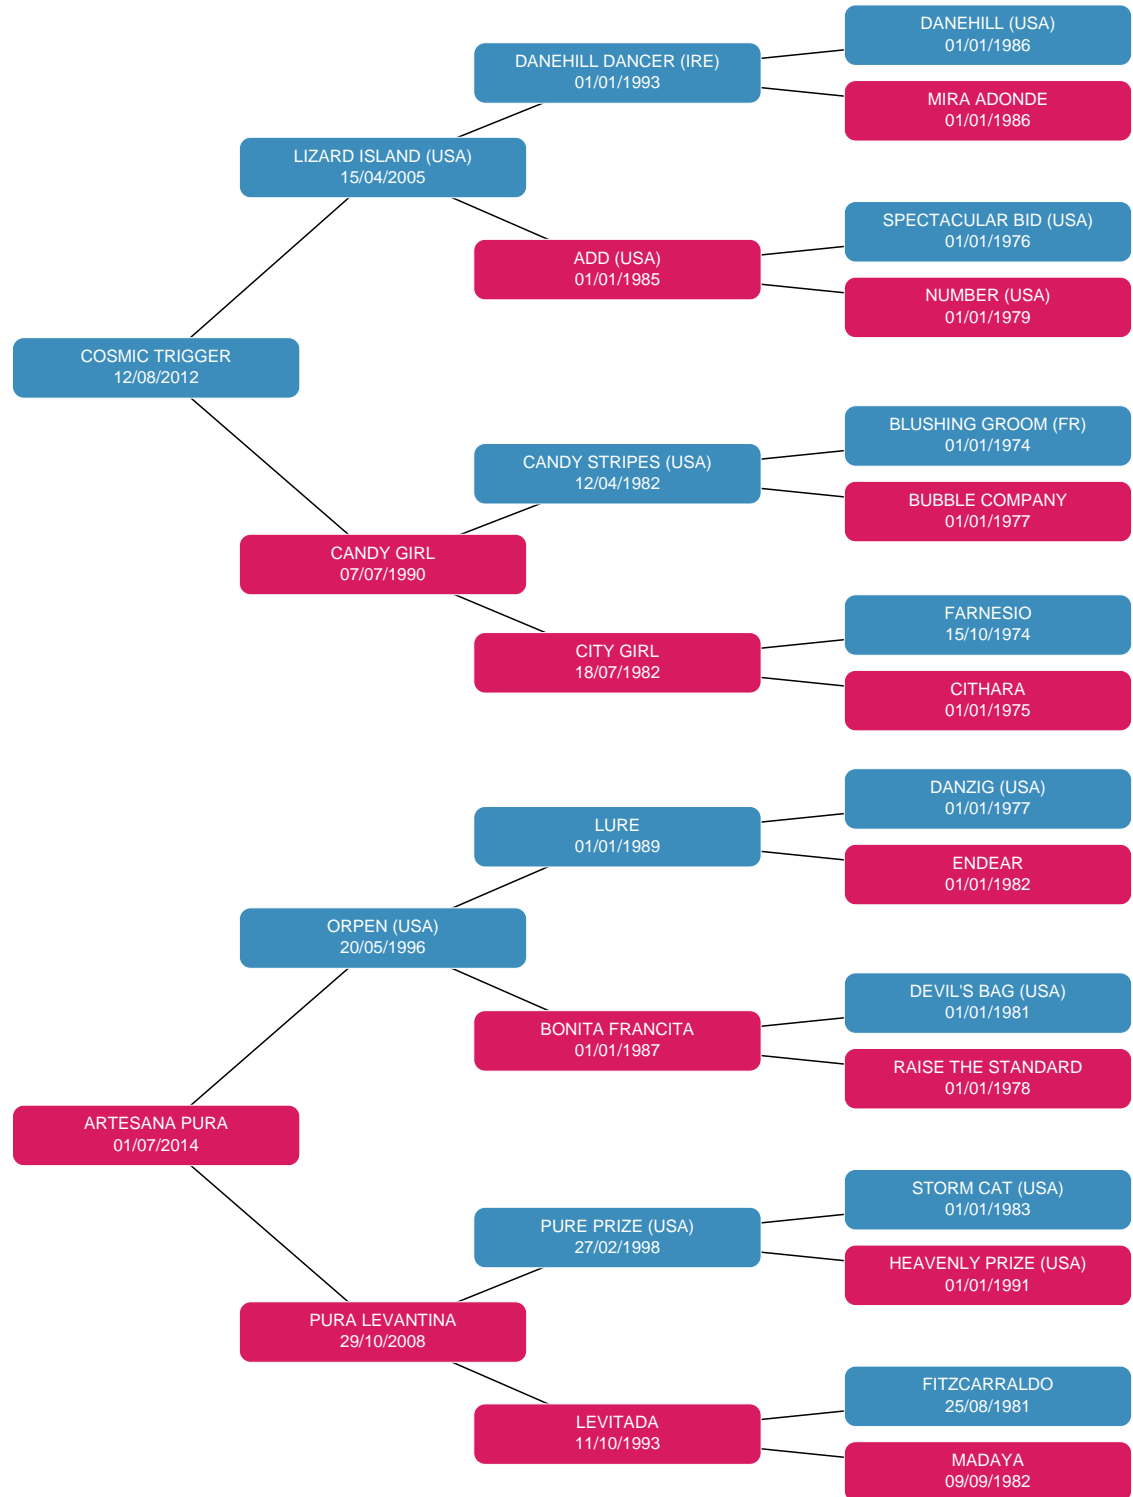 DANEHILL (USA)
01/01/1986
DANEHILL DANCER (IRE)
01/01/1993
MIRA ADONDE
01/01/1986
LIZARD ISLAND (USA)
15/04/2005
SPECTACULAR BID (USA)
01/01/1976
ADD (USA)
01/01/1985
NUMBER (USA)
01/01/1979
COSMIC TRIGGER
12/08/2012
BLUSHING GROOM (FR)
01/01/1974
CANDY STRIPES (USA)
12/04/1982
BUBBLE COMPANY
01/01/1977
CANDY GIRL
07/07/1990
FARNESIO
15/10/1974
CITY GIRL
18/07/1982
CITHARA
01/01/1975
DANZIG (USA)
01/01/1977
LURE
01/01/1989
ENDEAR
01/01/1982
ORPEN (USA)
20/05/1996
DEVIL'S BAG (USA)
01/01/1981
BONITA FRANCITA
01/01/1987
RAISE THE STANDARD
01/01/1978
ARTESANA PURA
01/07/2014
STORM CAT (USA)
01/01/1983
PURE PRIZE (USA)
27/02/1998
HEAVENLY PRIZE (USA)
01/01/1991
PURA LEVANTINA
29/10/2008
FITZCARRALDO
25/08/1981
LEVITADA
11/10/1993
MADAYA
09/09/1982